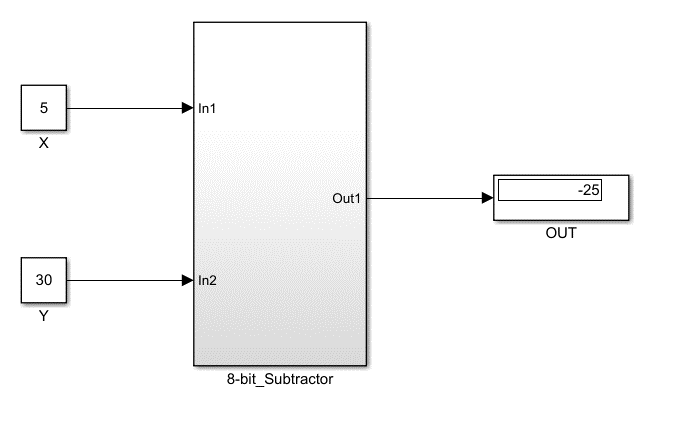 5
X
In1
Out1
-25
OUT
30
Y
In2
8-bit_Subtractor